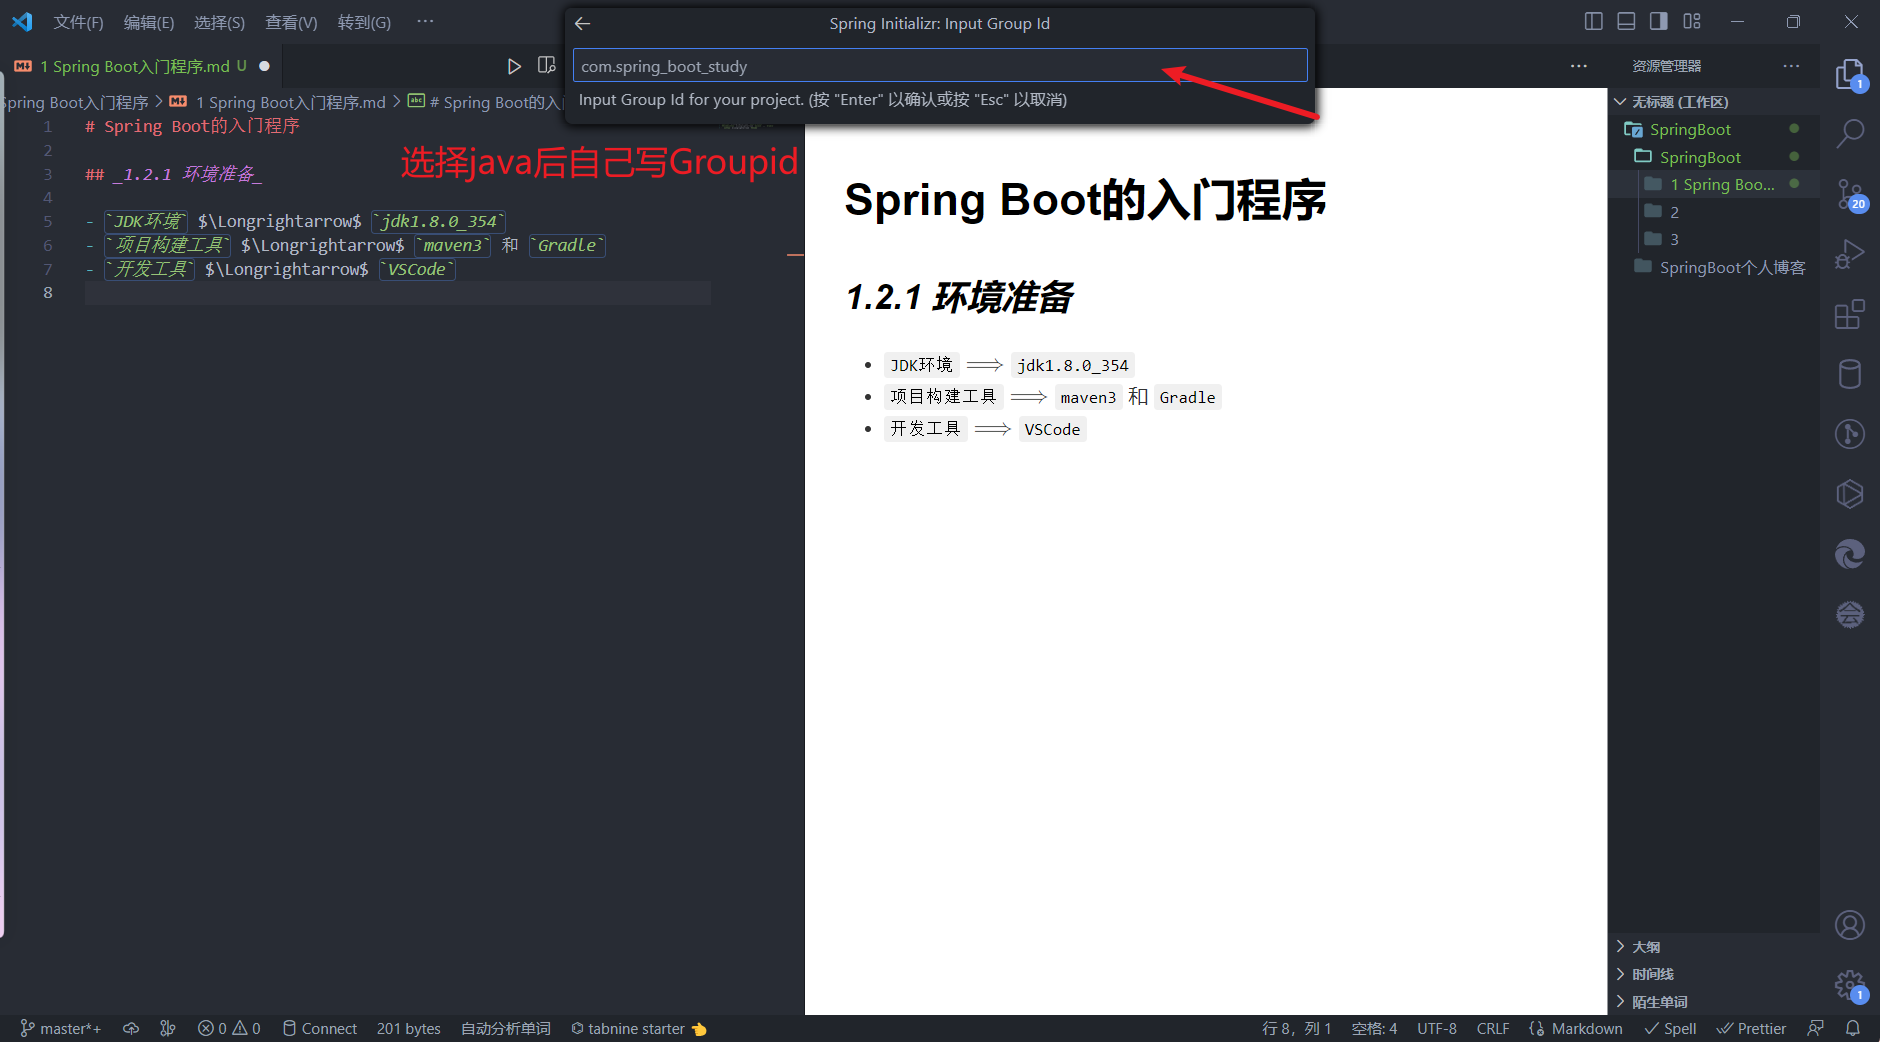 文件(F) 编辑(E) 选择(S) 查看(V) 转到(G) ···
Spring Initializr: Input Group Id
com.spring_boot_study
Input Group Id for your project. (按 "Enter" 以确认或按 "Esc" 以取消)
1 Spring Boot入门程序.md U
pring Boot入门程序 > 1 Spring Boot入门程序.md > # Spring Boot的入
选择java后自己写Groupid
1 # Spring Boot的入门程序
2
3 ## _1.2.1 环境准备_
4
5 - `JDK环境` $\Longrightarrow$ `jdk1.8.0_354`
6 - `项目构建工具` $\Longrightarrow$ `maven3` 和 `Gradle`
7 - `开发工具` $\Longrightarrow$ `VSCode`
8
Spring Boot的入门程序
1.2.1 环境准备
• JDK环境 ⟹ jdk1.8.0_354
• 项目构建工具 ⟹ maven3 和 Gradle
• 开发工具 ⟹ VSCode
资源管理器
无标题 (工作区)
SpringBoot
SpringBoot
1 Spring Boo...
2
3
SpringBoot个人博客
大纲
时间线
陌生单词
1
20
1
master*+ 0 0 Connect 201 bytes 自动分析单词 tabnine starter 行 8，列 1 空格: 4 UTF-8 CRLF Markdown Spell Prettier